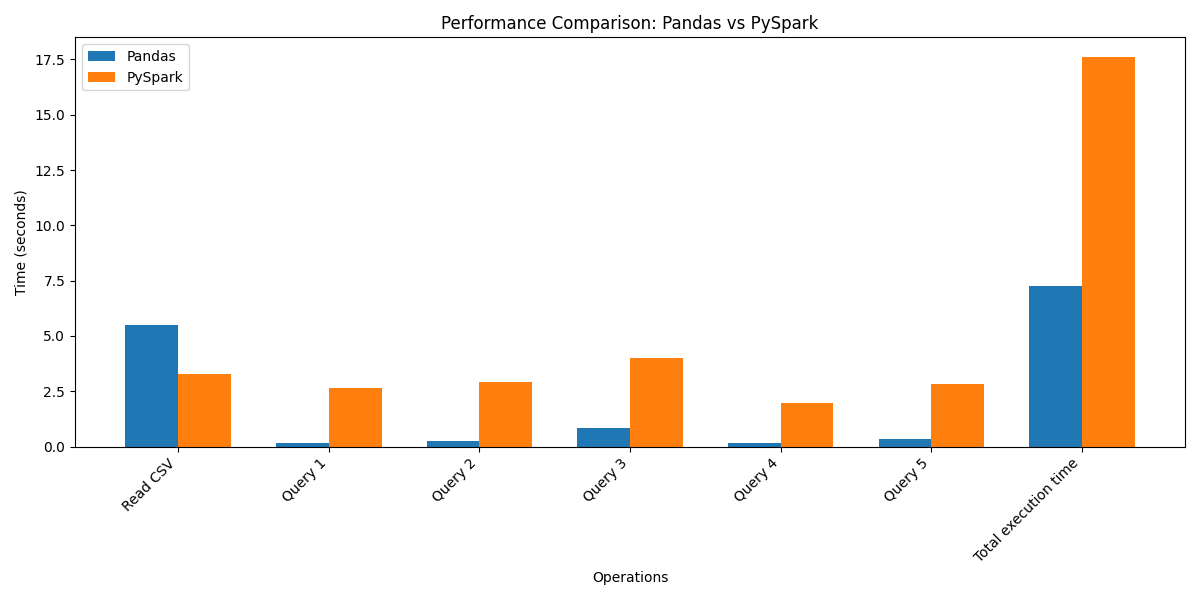 Performance Comparison: Pandas vs PySpark
Pandas
PySpark
Time (seconds)
17.5
15.0
12.5
10.0
7.5
5.0
2.5
0.0
Read CSV
Query 1
Query 2
Query 3
Query 4
Query 5
Total execution time
Operations